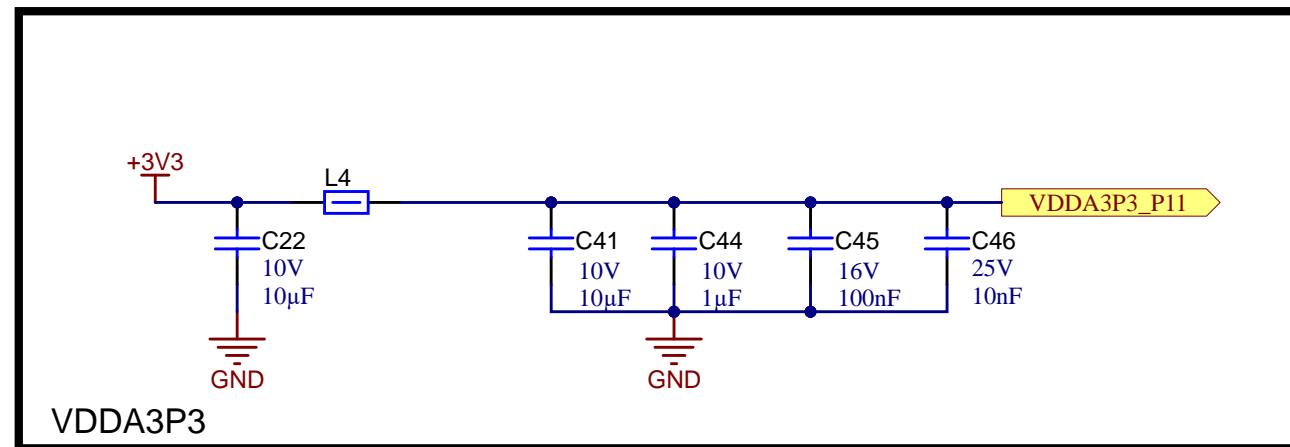 +3V3
L4
VDDA3P3_P11
C22
10V
10µF
C41
10V
10µF
C44
10V
1µF
C45
16V
100nF
C46
25V
10nF
GND
GND
VDDA3P3